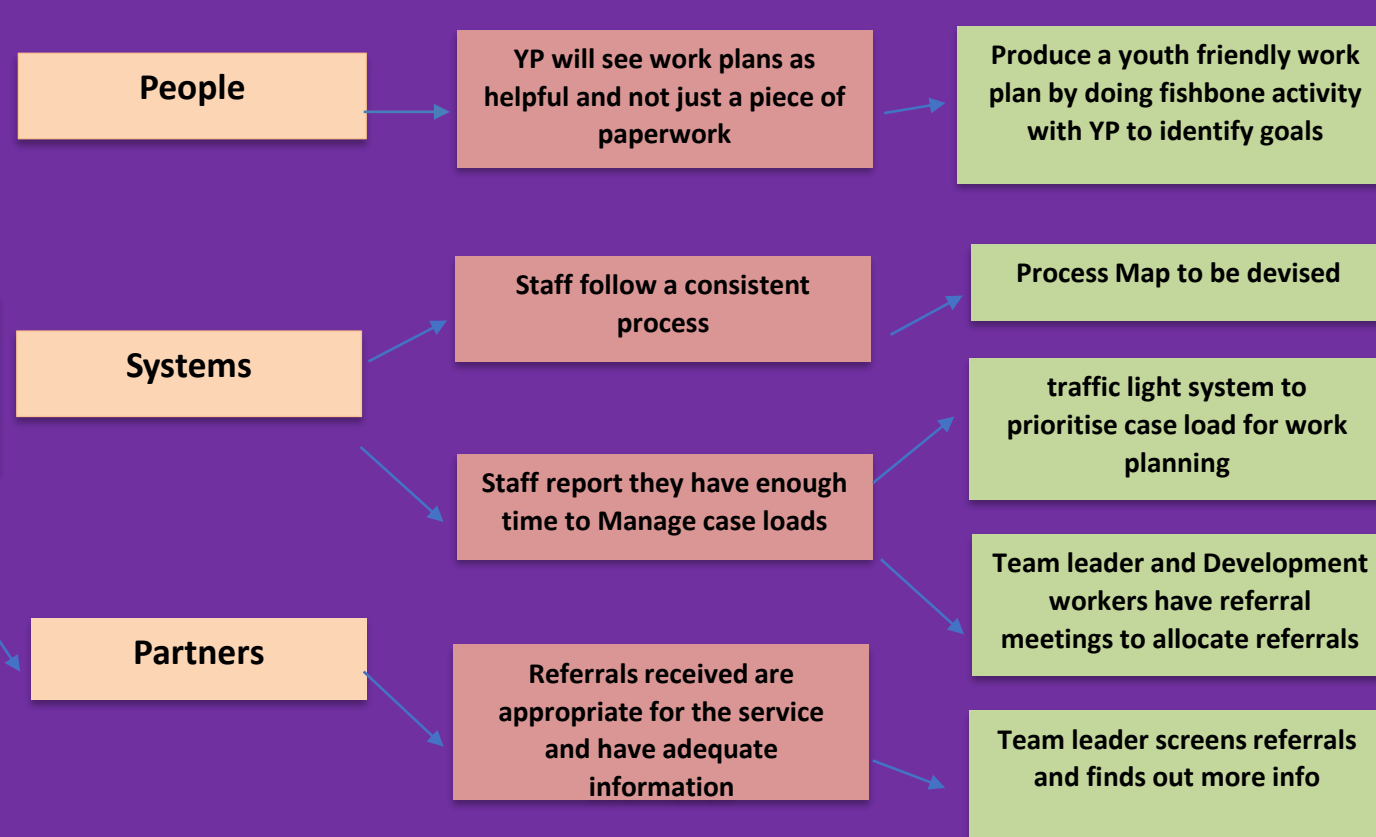 People
YP will see work plans as
helpful and not just a piece of
paperwork
Produce a youth friendly work
plan by doing fishbone activity
with YP to identify goals
Systems
Staff follow a consistent
process
Process Map to be devised
traffic light system to
prioritise case load for work
planning
Staff report they have enough
time to Manage case loads
Team leader and Development
workers have referral
meetings to allocate referrals
Partners
Referrals received are
appropriate for the service
and have adequate
information
Team leader screens referrals
and finds out more info